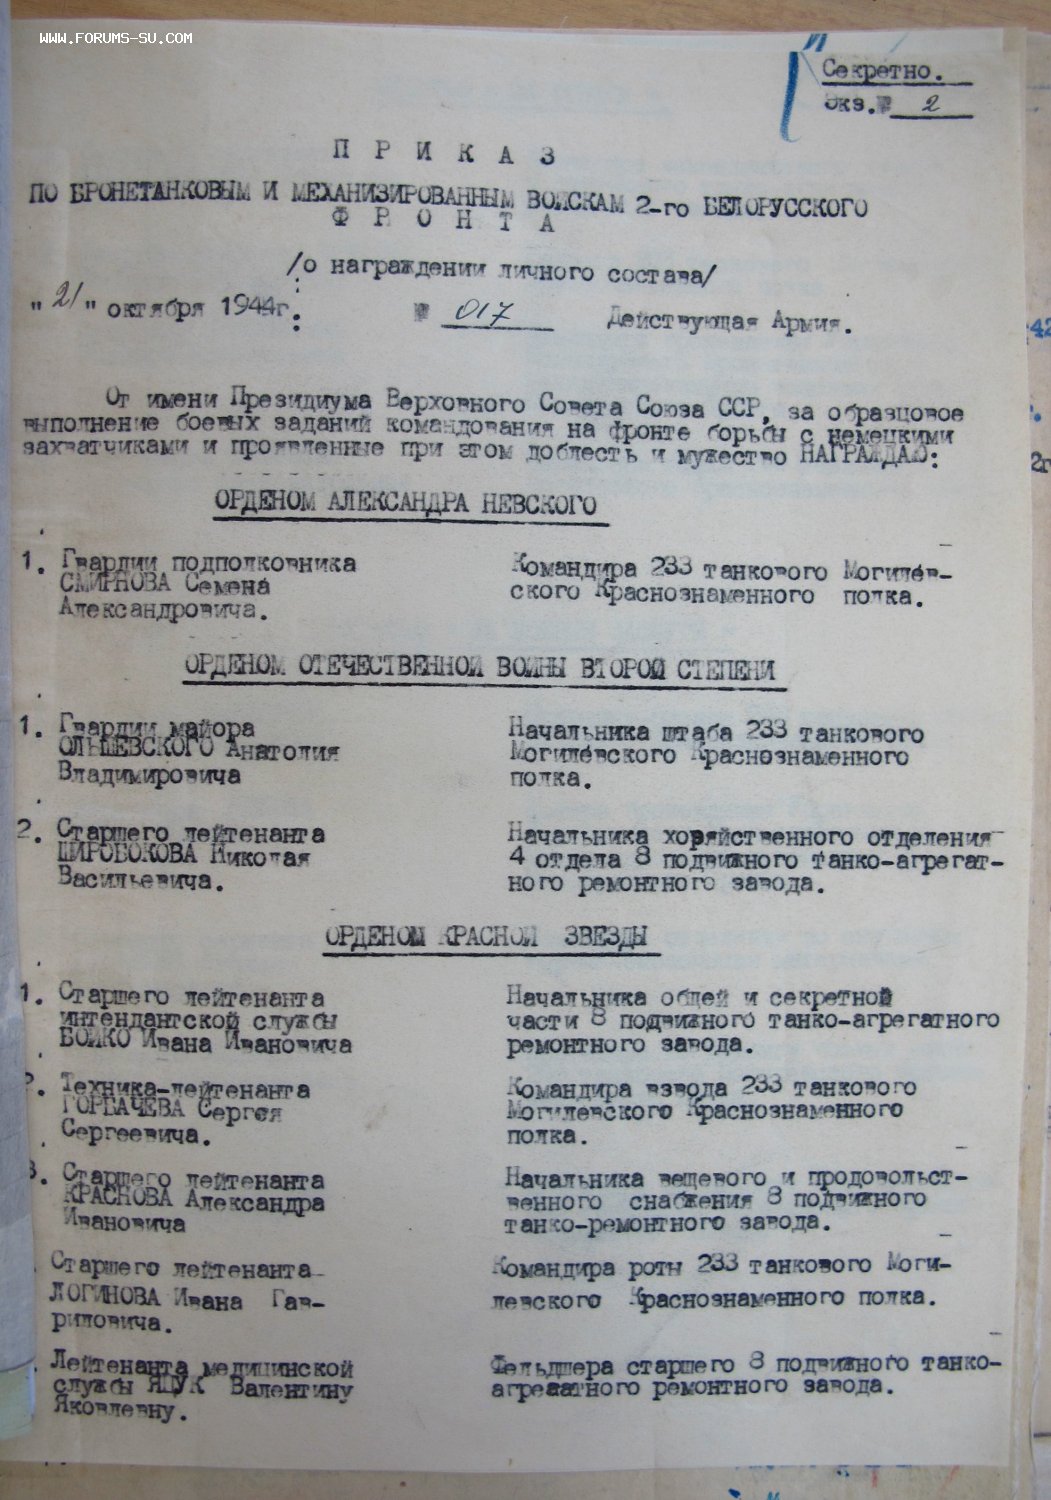 WWW.FORUMS-SU.COM
Секретно.
Экз.№ 2
П Р И К А З
ПО БРОНЕТАНКОВЫМ И МЕХАНИЗИРОВАННЫМ ВОЙСКАМ 2-го БЕЛОРУССКОГО
Ф Р О Н Т А
/о награждении личного состава/
" 21 " октября 1944г.
№ 017 Действующая Армия.
От имени Президиума Верховного Совета Союза ССР, за образцовое
выполнение боевых заданий командования на фронте борьбы с немецкими
захватчиками и проявленные при этом доблесть и мужество НАГРАЖДАЮ:
ОРДЕНОМ АЛЕКСАНДРА НЕВСКОГО
1. Гвардии подполковника
СМИРНОВА Семена
Александровича.
Командира 233 танкового Могилёв-
ского Краснознаменного полка.
ОРДЕНОМ ОТЕЧЕСТВЕННОЙ ВОЙНЫ ВТОРОЙ СТЕПЕНИ
1. Гвардии майора
ОЛЬШЕВСКОГО Анатолия
Владимировича
Начальника штаба 233 танкового
Могилёвского Краснознаменного
полка.
2. Старшего лейтенанта
ШИРОБОКОВА Николая
Васильевича.
Начальника хоряйственного отделения
4 отдела 8 подвижного танко-агрегат-
ного ремонтного завода.
ОРДЕНОМ КРАСНОЙ ЗВЕЗДЫ
1. Старшего лейтенанта
интендантской службы
БОЙКО Ивана Ивановича
Начальника общей и секретной
части 8 подвижного танко-агрегатного
ремонтного завода.
2. Техника-лейтенанта
ГОРБАЧЕВА Сергея
Сергеевича.
Командира взвода 233 танкового
Могилевского Краснознаменного
полка.
3. Старшего лейтенанта
КРАСНОВА Александра
Ивановича
Начальника вещевого и продовольст-
венного снабжения 8 подвижного
танко-ремонтного завода.
Старшего лейтенанта
ЛОГИНОВА Ивана Гав-
риловича.
Командира роты 233 танкового Моги-
левского Краснознаменного полка.
Лейтенанта медицинской
службы ЯЦУК Валентину
Яковлевну.
Фельдшера старшего 8 подвижного танко-
агрегатного ремонтного завода.